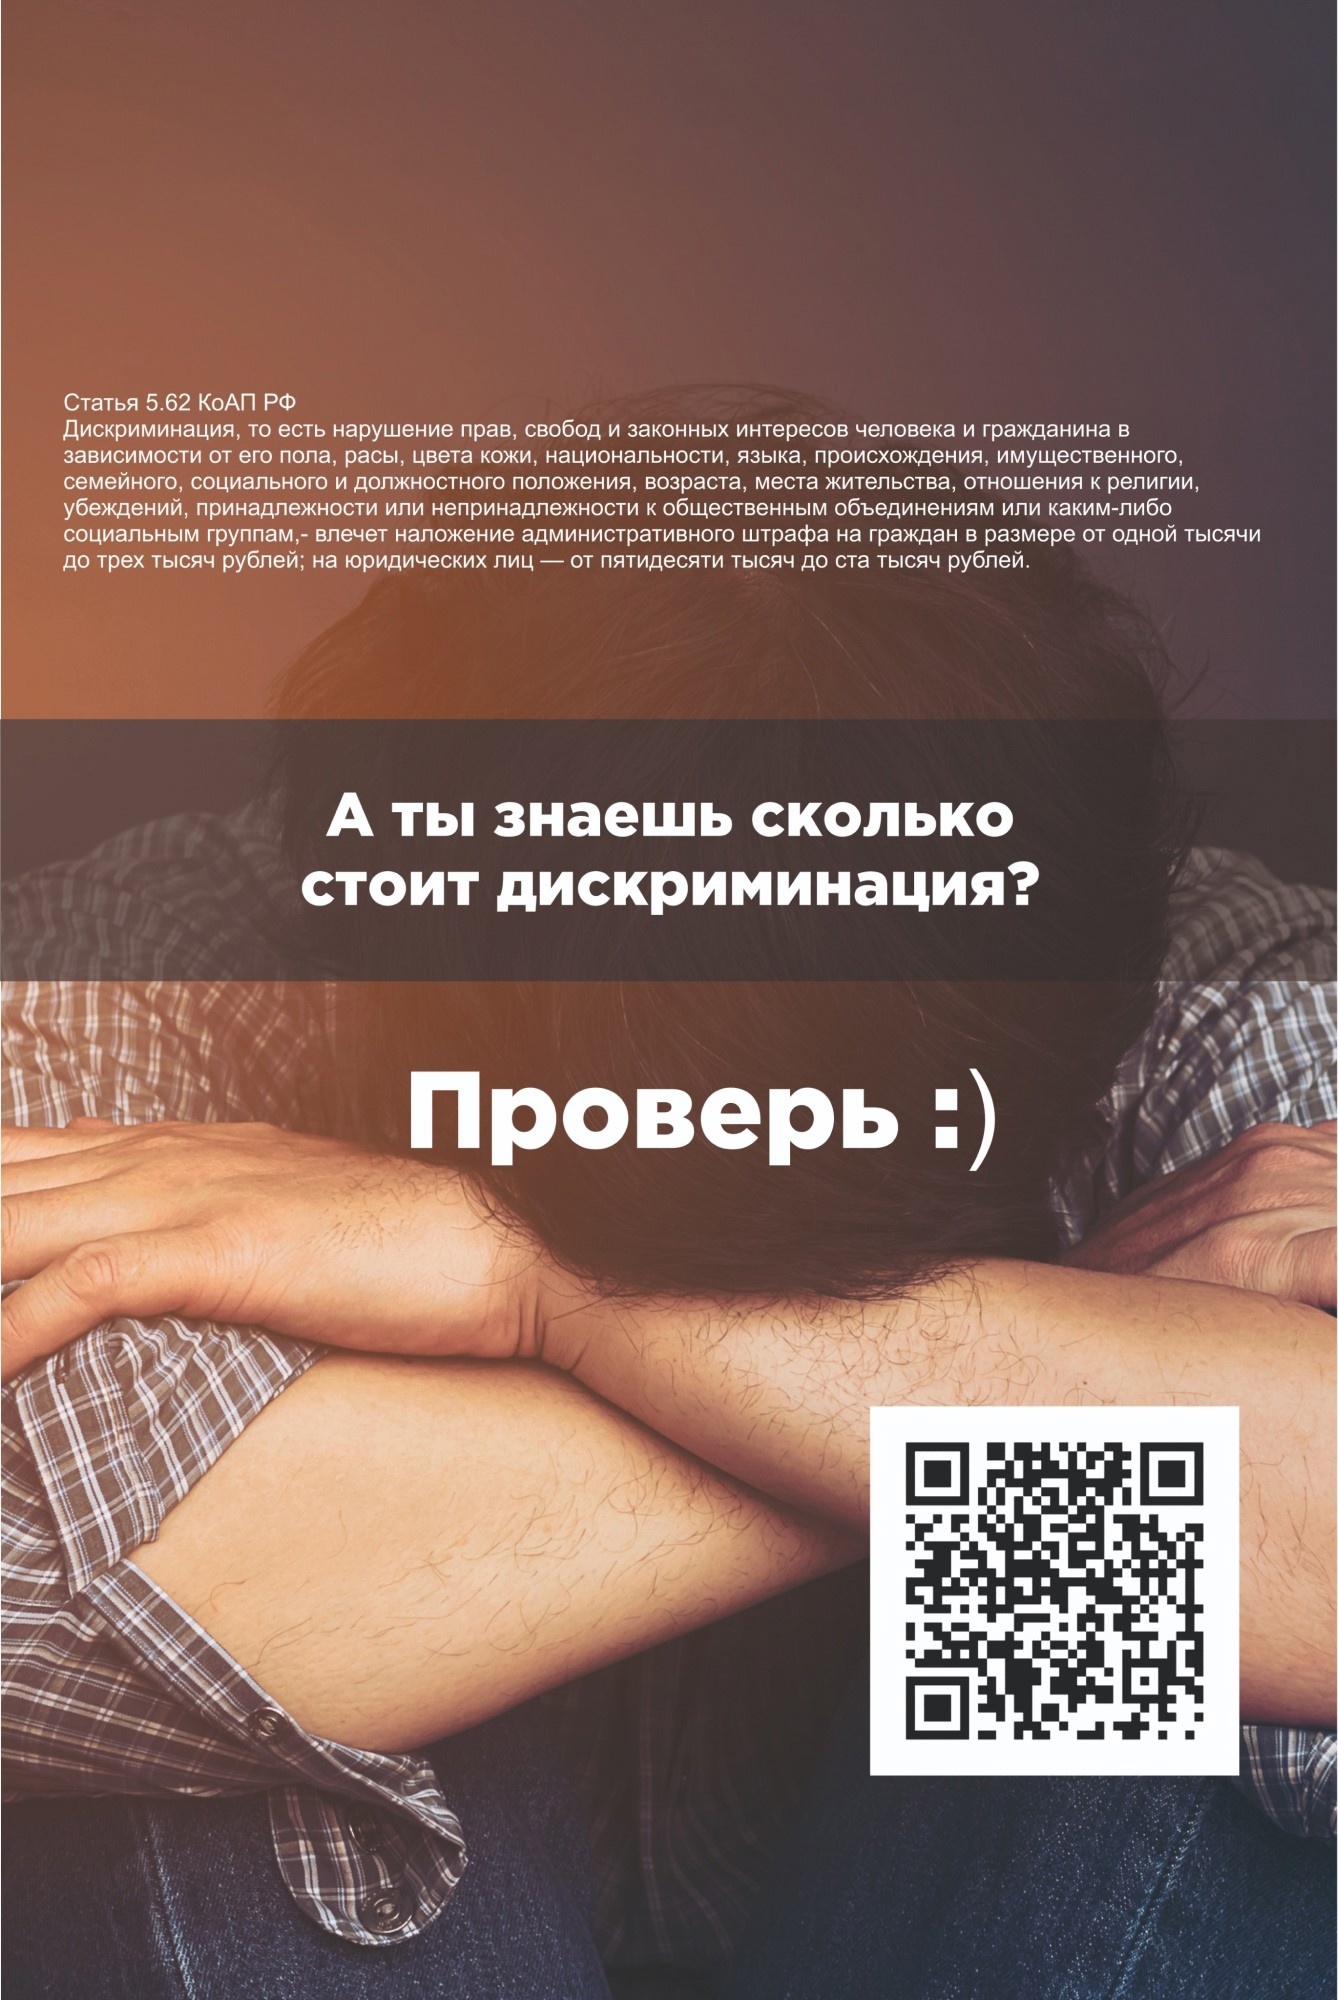 Статья 5.62 КоАП РФ
Дискриминация, то есть нарушение прав, свобод и законных интересов человека и гражданина в
зависимости от его пола, расы, цвета кожи, национальности, языка, происхождения, имущественного,
семейного, социального и должностного положения, возраста, места жительства, отношения к религии,
убеждений, принадлежности или непринадлежности к общественным объединениям или каким-либо
социальным группам,- влечет наложение административного штрафа на граждан в размере от одной тысячи
до трех тысяч рублей; на юридических лиц — от пятидесяти тысяч до ста тысяч рублей.
А ты знаешь сколько
стоит дискриминация?
Проверь :)